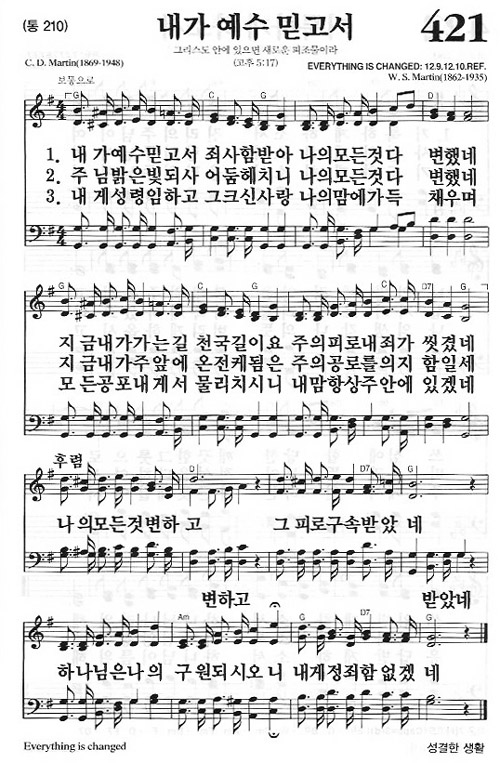 (통 210)
내가 예수 믿고서
421
그리스도 안에 있으면 새로운 피조물이라
C. D. Martin(1869-1948)
(고후 5:17)
EVERYTHING IS CHANGED: 12.9.12.10.REF.
W. S. Martin(1862-1935)
보통으로
G C G D
1. 내 가예수믿고서 죄사함받아 나의모든것다 변했네
2. 주 님밝은빛되사 어둠헤치니 나의모든것다 변했네
3. 내 게성령임하고 그크신사랑 나의맘에가득 채우며
G C G C D7 G
지 금내가가는길 천국길이요 주의피로내죄가 씻겼네
지 금내가주앞에 온전케됨은 주의공로를의지 함일세
모 든공포내게서 물리치시니 내맘항상주안에 있겠네
후렴
D D7 G
나 의모든것변하 고 그 피로구속받았 네
변하고 받았네
Am G D7 G
하나님은나 의 구 원되시오 니 내게정죄함 없겠 네
Everything is changed
성결한 생활